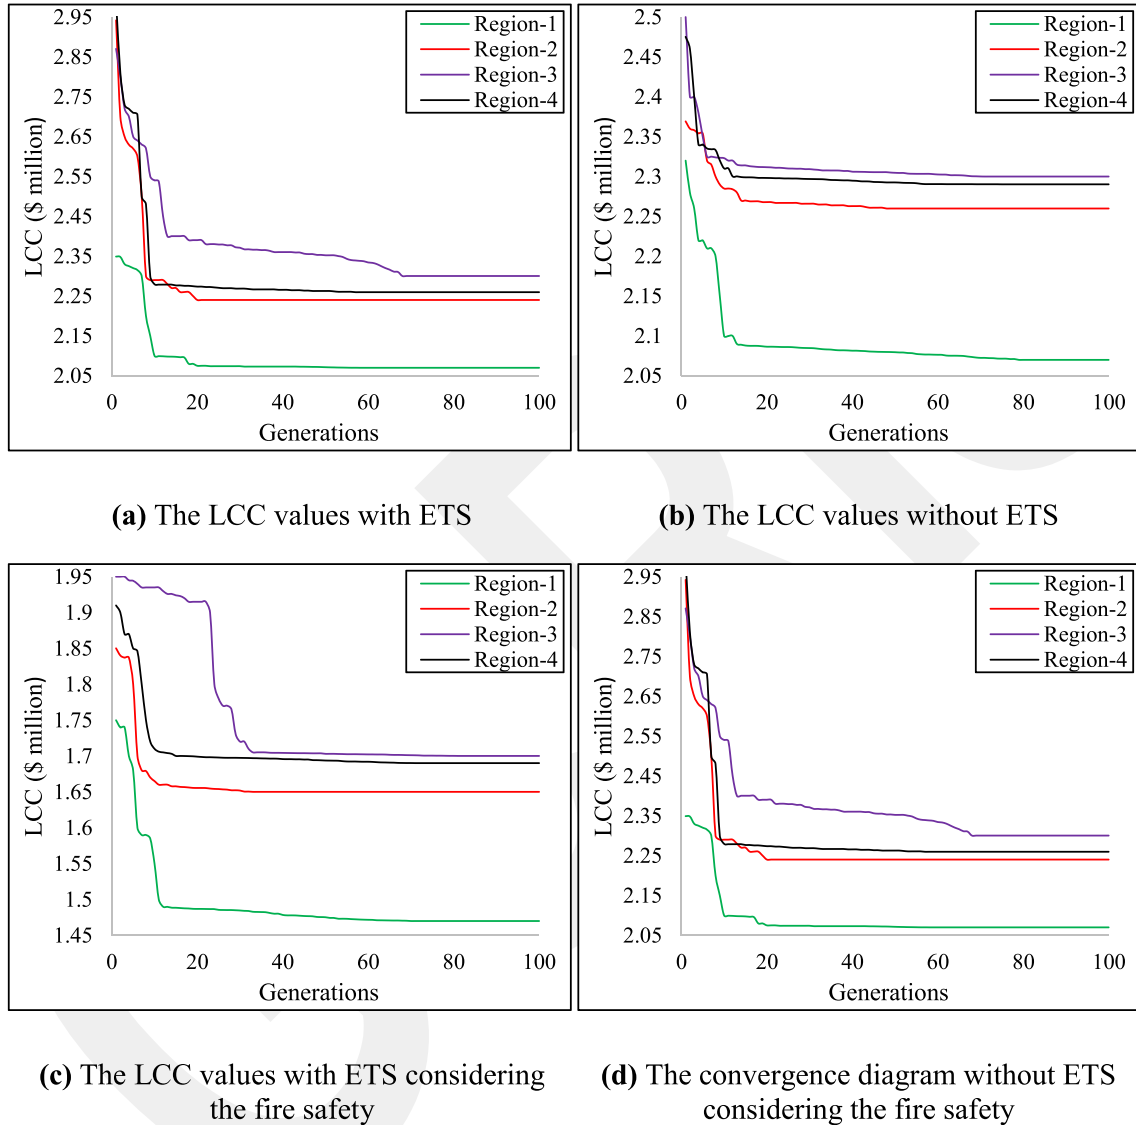 2.95
2.85
2.75
2.65
2.55
2.45
2.35
2.25
2.15
2.05
LCC ($ million)
0 20 40 60 80 100
Generations
Region-1
Region-2
Region-3
Region-4
(a) The LCC values with ETS
2.5
2.45
2.4
2.35
2.3
2.25
2.2
2.15
2.1
2.05
LCC ($ million)
0 20 40 60 80 100
Generations
Region-1
Region-2
Region-3
Region-4
(b) The LCC values without ETS
1.95
1.9
1.85
1.8
1.75
1.7
1.65
1.6
1.55
1.5
1.45
LCC ($ million)
0 20 40 60 80 100
Generations
Region-1
Region-2
Region-3
Region-4
(c) The LCC values with ETS considering
the fire safety
2.95
2.85
2.75
2.65
2.55
2.45
2.35
2.25
2.15
2.05
LCC ($ million)
0 20 40 60 80 100
Generations
Region-1
Region-2
Region-3
Region-4
(d) The convergence diagram without ETS
considering the fire safety